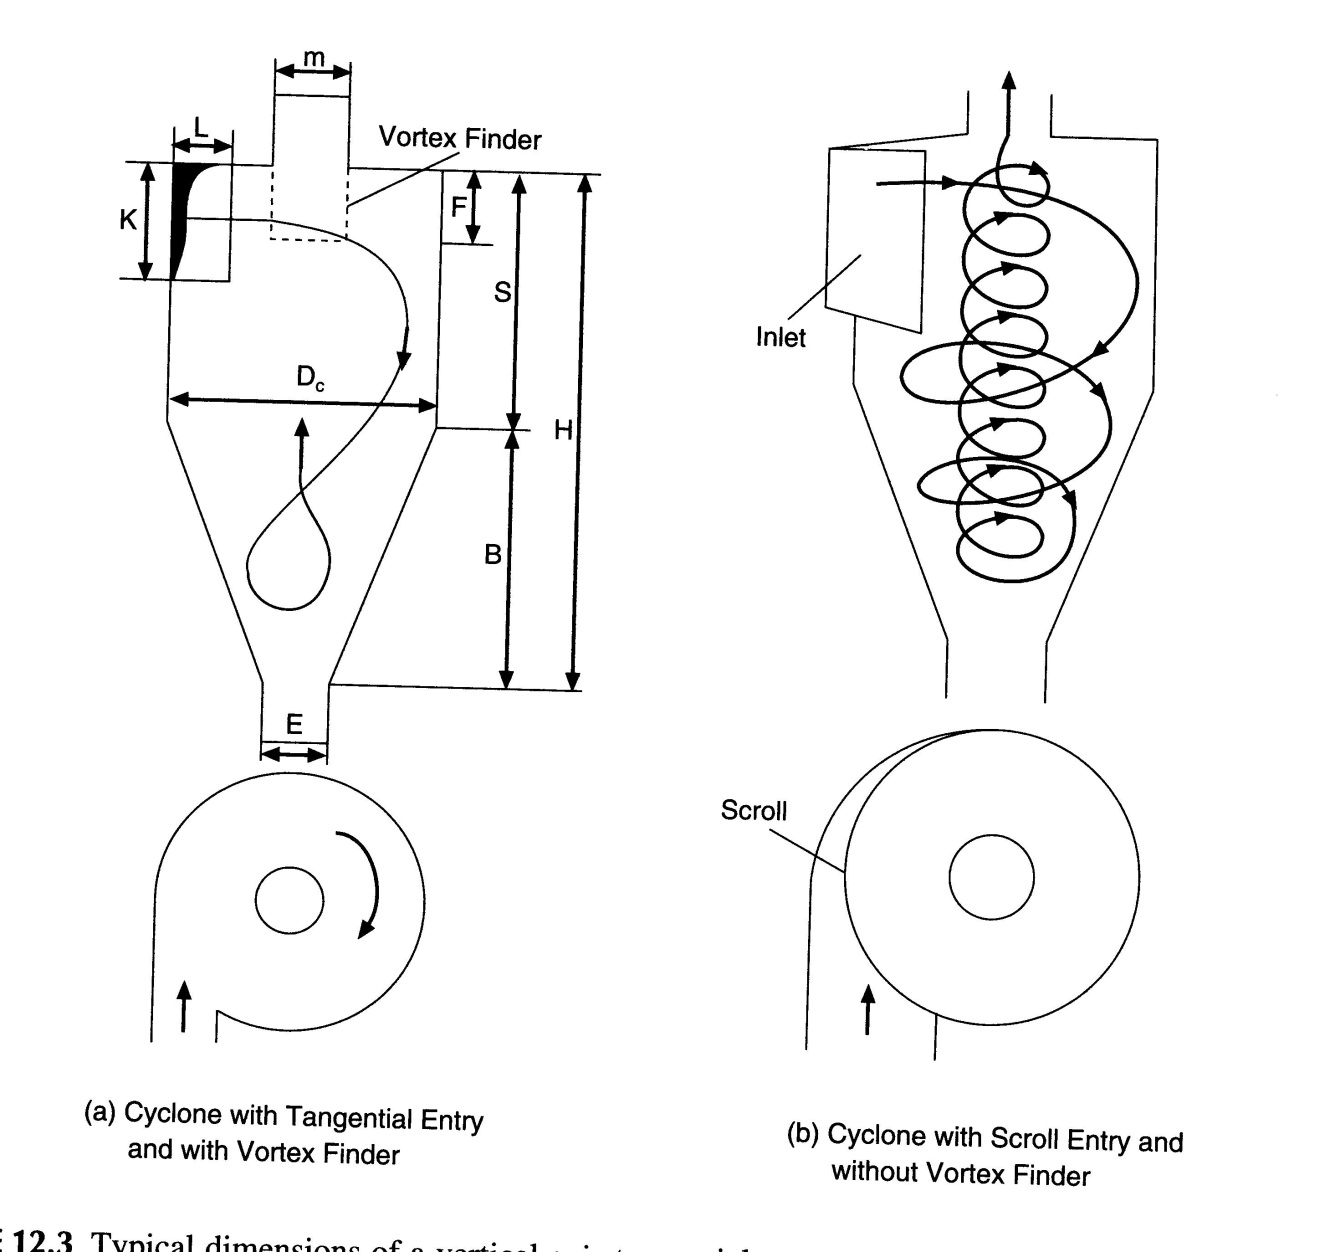 m
L
Vortex Finder
K
F
S
Dc
H
B
E
Inlet
Scroll
(a) Cyclone with Tangential Entry
and with Vortex Finder
(b) Cyclone with Scroll Entry and
without Vortex Finder
12.3 Typical dimensions of a vertical